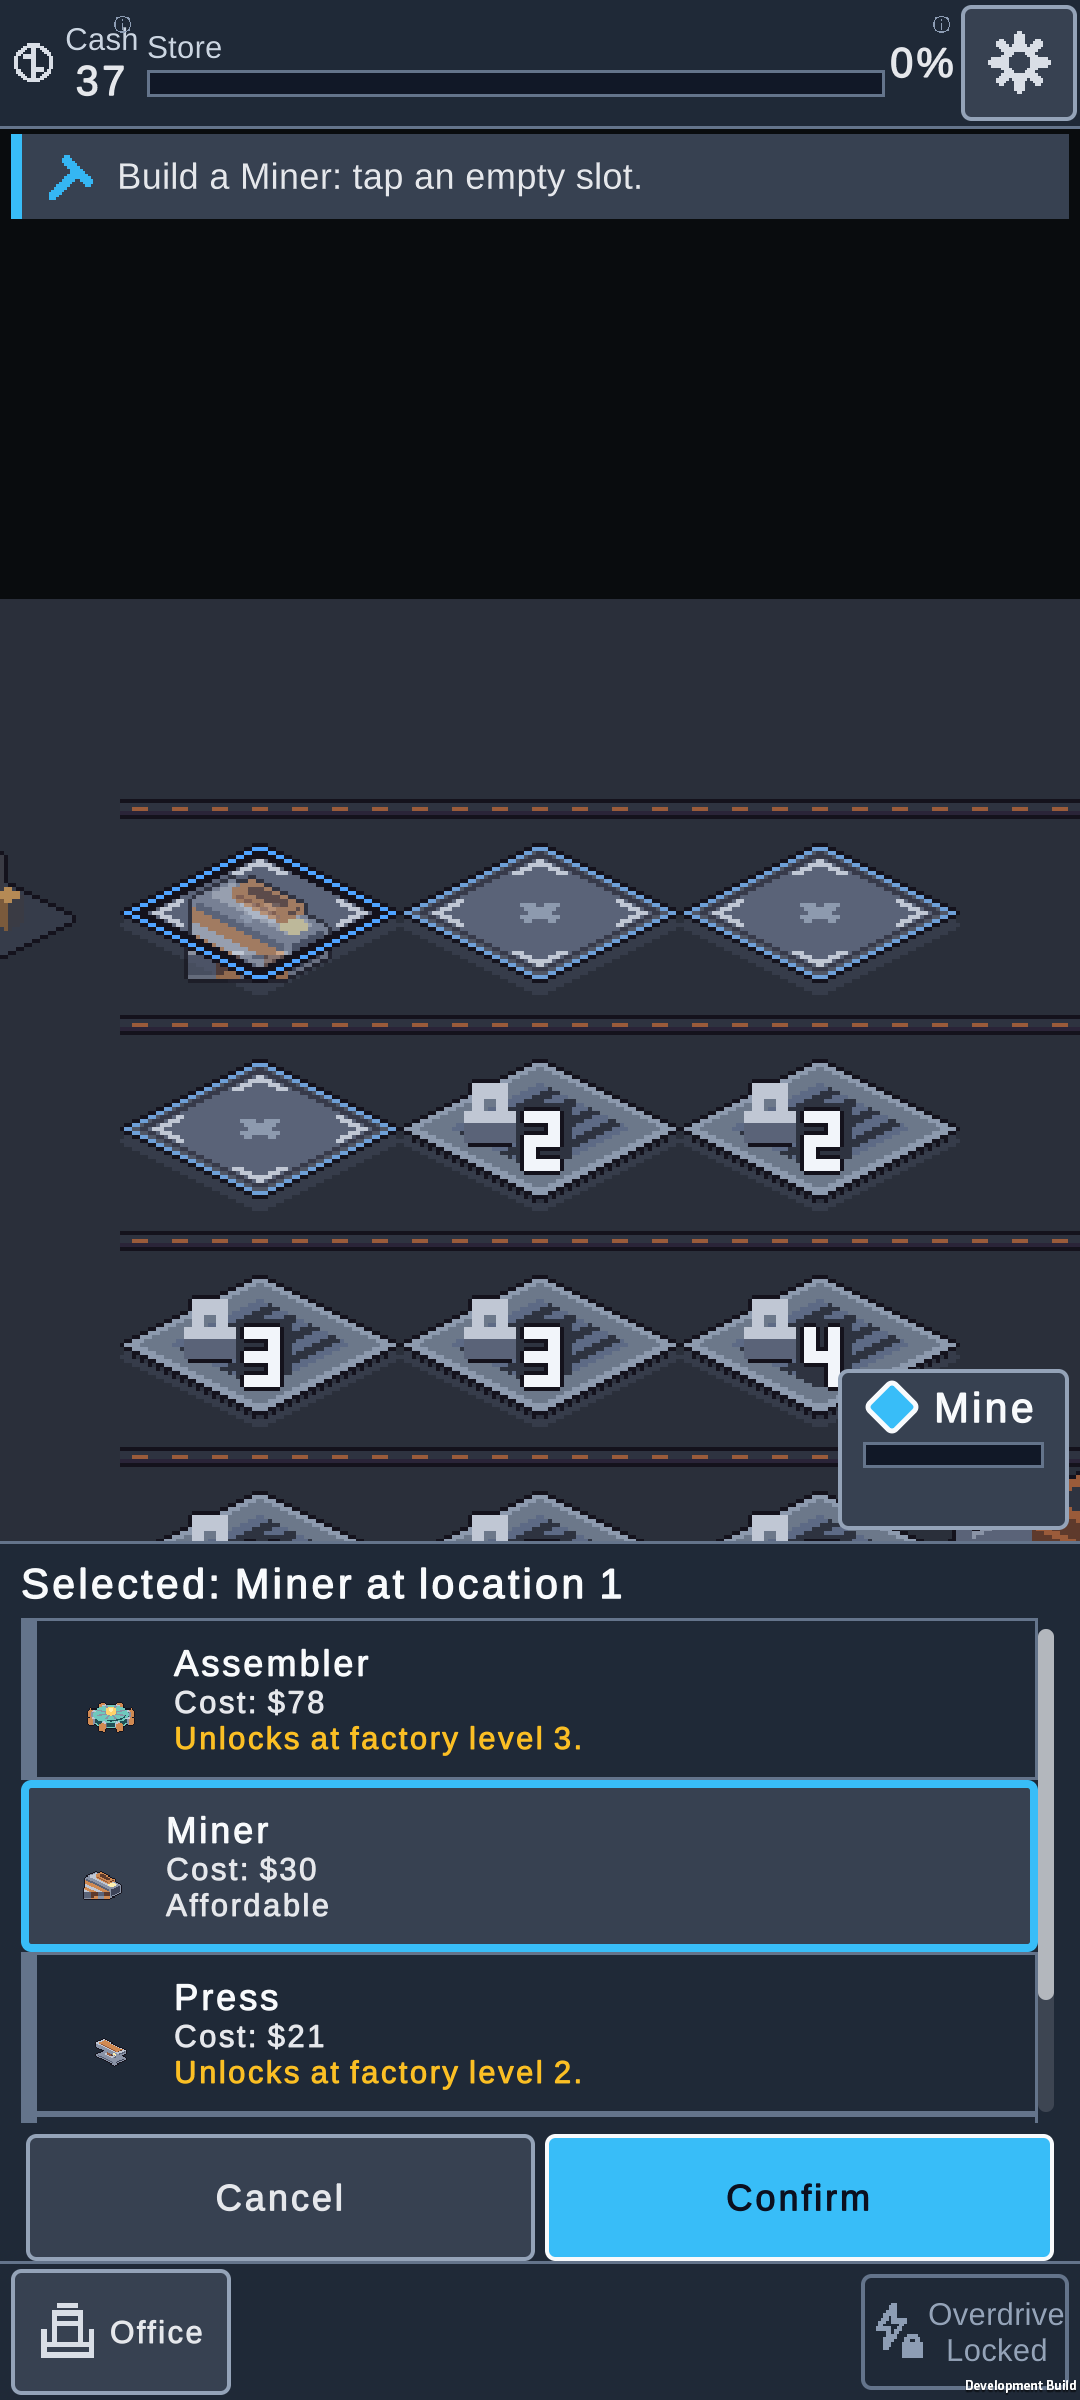 Cash
37
Store
0%
Build a Miner: tap an empty slot.
2
2
3
3
4
Mine
Selected: Miner at location 1
Assembler
Cost: $78
Unlocks at factory level 3.
Miner
Cost: $30
Affordable
Press
Cost: $21
Unlocks at factory level 2.
Cancel
Confirm
Office
Overdrive
Locked
Development Build